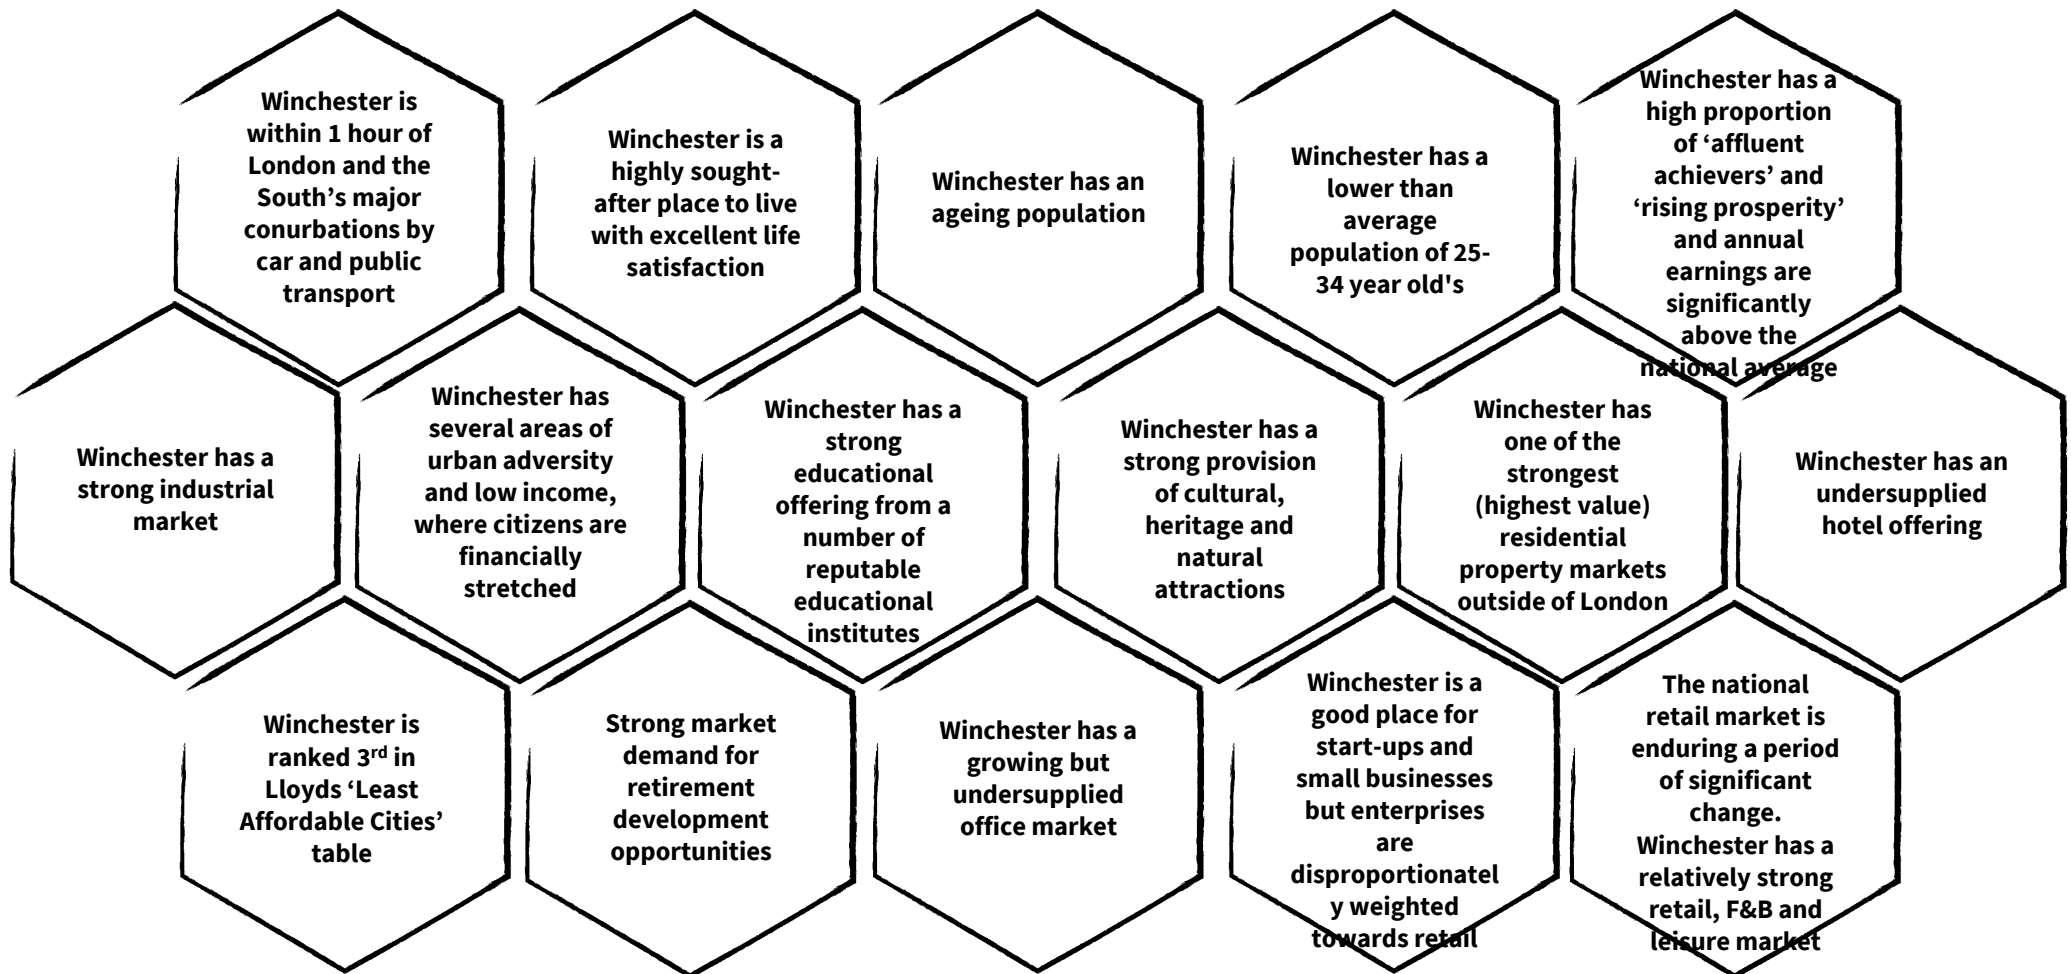 Winchester is
within 1 hour of
London and the
South’s major
conurbations by
car and public
transport
Winchester is a
highly sought-
after place to live
with excellent life
satisfaction
Winchester has an
ageing population
Winchester has a
lower than
average
population of 25-
34 year old's
Winchester has a
high proportion
of ‘affluent
achievers’ and
‘rising prosperity’
and annual
earnings are
significantly
above the
national average
Winchester has a
strong industrial
market
Winchester has
several areas of
urban adversity
and low income,
where citizens are
financially
stretched
Winchester has a
strong
educational
offering from a
number of
reputable
educational
institutes
Winchester has a
strong provision
of cultural,
heritage and
natural
attractions
Winchester has
one of the
strongest
(highest value)
residential
property markets
outside of London
Winchester has an
undersupplied
hotel offering
Winchester is
ranked 3rd in
Lloyds ‘Least
Affordable Cities’
table
Strong market
demand for
retirement
development
opportunities
Winchester has a
growing but
undersupplied
office market
Winchester is a
good place for
start-ups and
small businesses
but enterprises
are
disproportionatel
y weighted
towards retail
The national
retail market is
enduring a period
of significant
change.
Winchester has a
relatively strong
retail, F&B and
leisure market